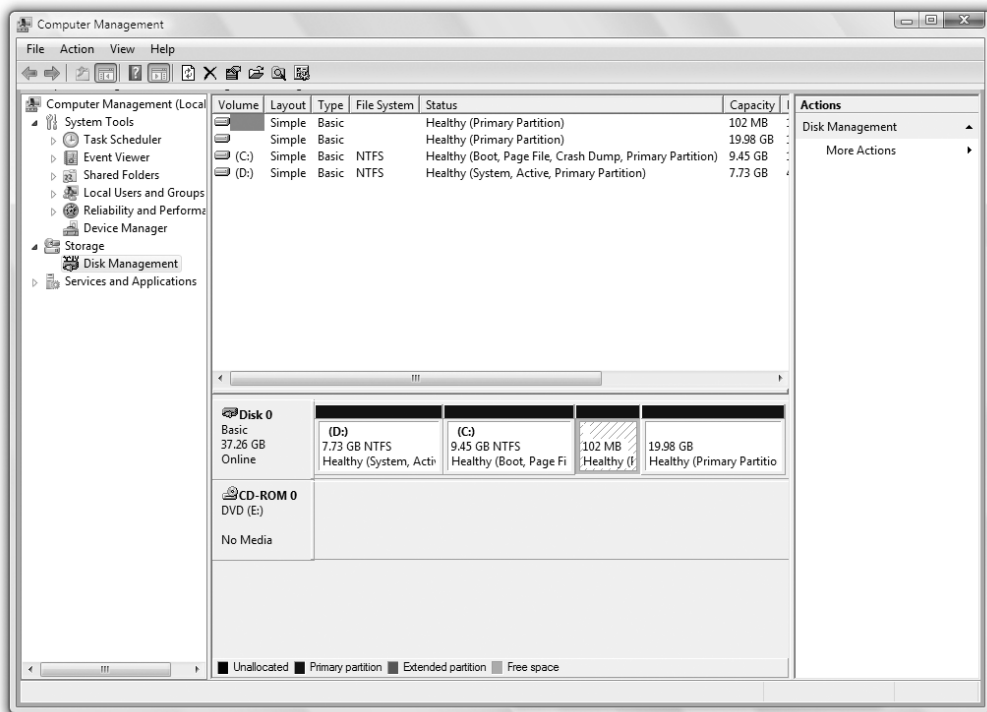 Computer Management
File Action View Help
Computer Management (Local
System Tools
Task Scheduler
Event Viewer
Shared Folders
Local Users and Groups
Reliability and Performa
Device Manager
Storage
Disk Management
Services and Applications
Volume Layout Type File System Status Capacity
Simple Basic Healthy (Primary Partition) 102 MB
Simple Basic Healthy (Primary Partition) 19.98 GB
(C:) Simple Basic NTFS Healthy (Boot, Page File, Crash Dump, Primary Partition) 9.45 GB
(D:) Simple Basic NTFS Healthy (System, Active, Primary Partition) 7.73 GB
Disk 0
Basic
37.26 GB
Online
(D:)
7.73 GB NTFS
Healthy (System, Acti
(C:)
9.45 GB NTFS
Healthy (Boot, Page Fi
102 MB
Healthy (
19.98 GB
Healthy (Primary Partitio
CD-ROM 0
DVD (E:)
No Media
Unallocated Primary partition Extended partition Free space
Actions
Disk Management
More Actions